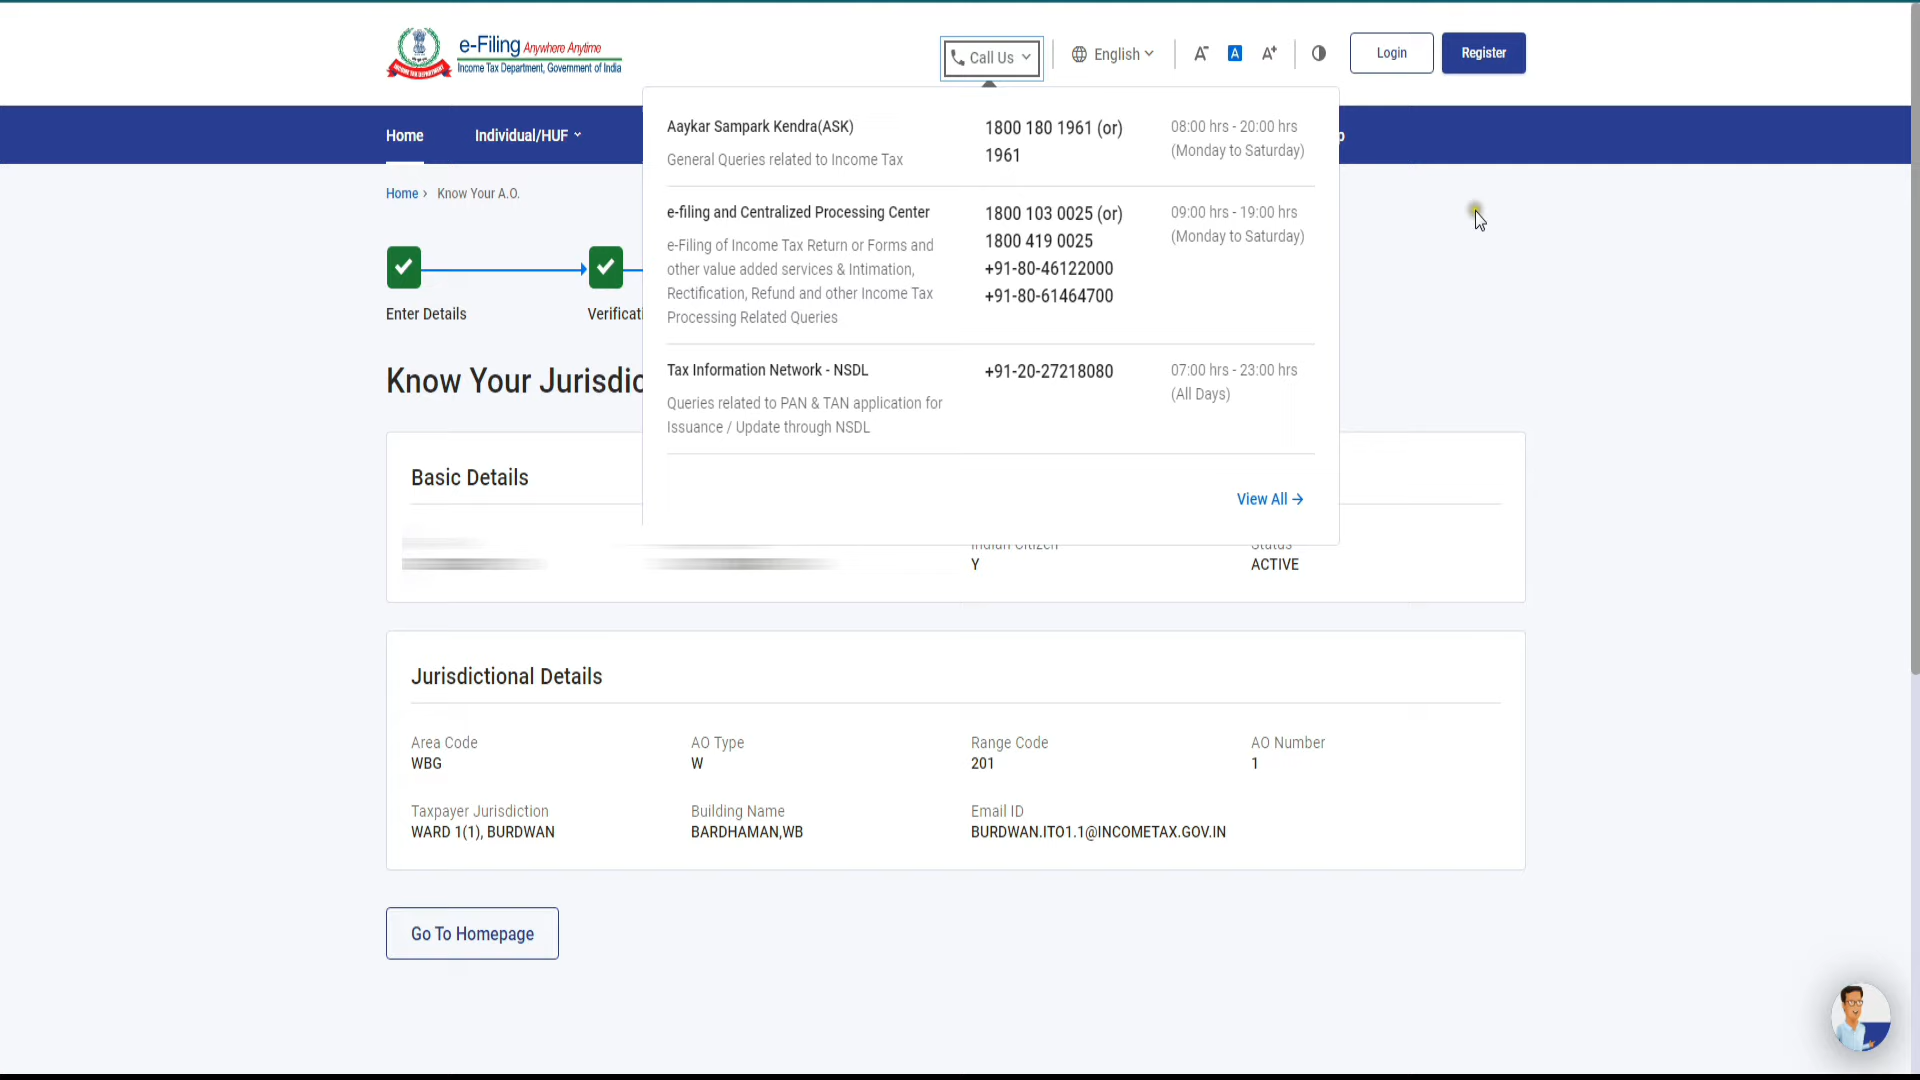 e-Filing Anywhere Anytime
Income Tax Department, Government of India
Call Us
English
A-
A
A+
Login
Register
Home
Individual/HUF
Home › Know Your A.O.
Enter Details
Verificati
Know Your Jurisdic
Aaykar Sampark Kendra(ASK)
General Queries related to Income Tax
1800 180 1961 (or)
1961
08:00 hrs - 20:00 hrs
(Monday to Saturday)
e-filing and Centralized Processing Center
e-Filing of Income Tax Return or Forms and
other value added services & Intimation,
Rectification, Refund and other Income Tax
Processing Related Queries
1800 103 0025 (or)
1800 419 0025
+91-80-46122000
+91-80-61464700
09:00 hrs - 19:00 hrs
(Monday to Saturday)
Tax Information Network - NSDL
Queries related to PAN & TAN application for
Issuance / Update through NSDL
+91-20-27218080
07:00 hrs - 23:00 hrs
(All Days)
View All →
Basic Details
Indian Citizen
Y
Status
ACTIVE
Jurisdictional Details
Area Code
WBG
AO Type
W
Range Code
201
AO Number
1
Taxpayer Jurisdiction
WARD 1(1), BURDWAN
Building Name
BARDHAMAN,WB
Email ID
BURDWAN.ITO1.1@INCOMETAX.GOV.IN
Go To Homepage